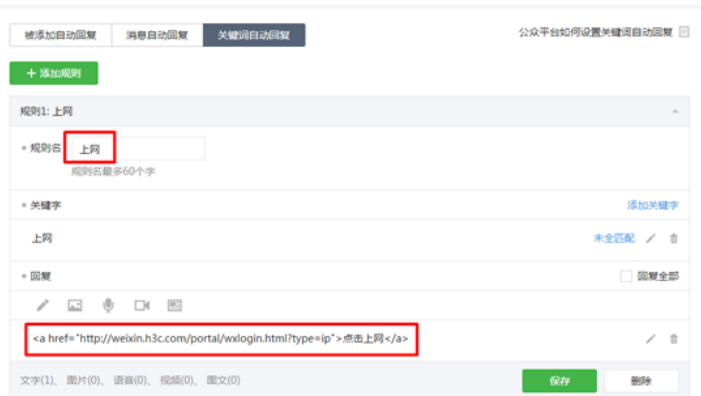 被添加自动回复 消息自动回复 关键词自动回复 公众平台如何设置关键词自动回复
+ 添加规则
规则1: 上网
规则名 上网
规则名最多60个字
关键字 添加关键字
上网 未全匹配
回复 回复全部
<a href="http://weixin.h3c.com/portal/wxlogin.html?type=ip">点击上网</a>
文字(1)、 图片(0)、 语音(0)、 视频(0)、 图文(0) 保存 删除